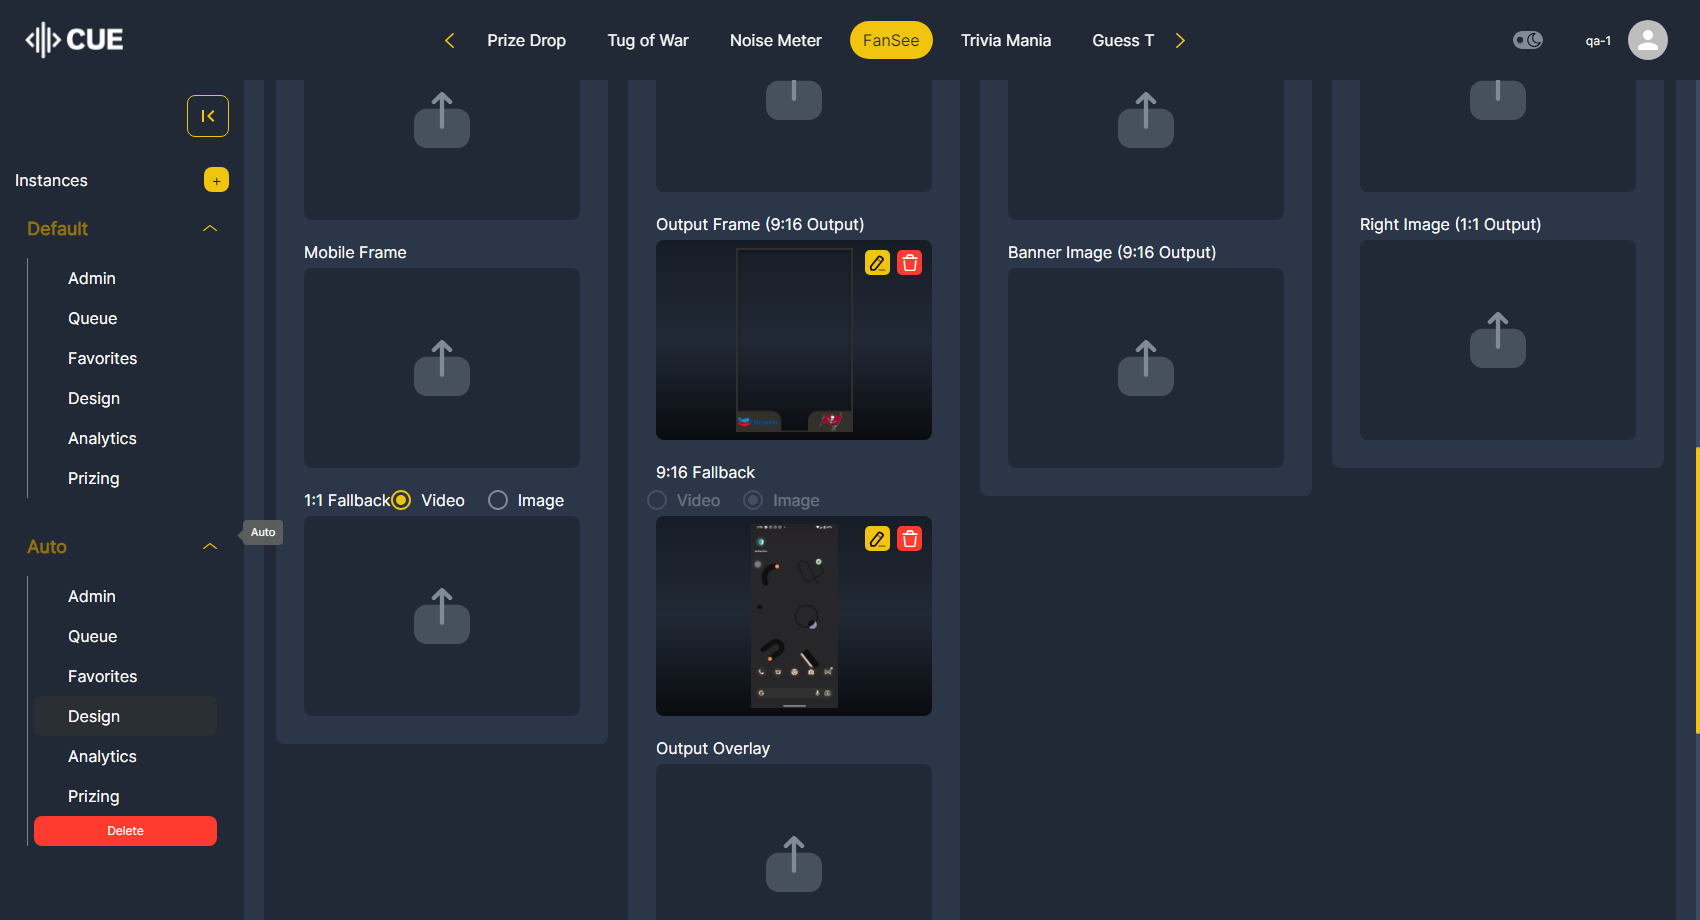 CUE
Prize Drop
Tug of War
Noise Meter
FanSee
Trivia Mania
Guess T
qa-1
Instances
+
Default
Admin
Queue
Favorites
Design
Analytics
Prizing
Auto
Auto
Admin
Queue
Favorites
Design
Analytics
Prizing
Delete
Mobile Frame
1:1 Fallback Video Image
Output Frame (9:16 Output)
9:16 Fallback
Video Image
Output Overlay
Banner Image (9:16 Output)
Right Image (1:1 Output)